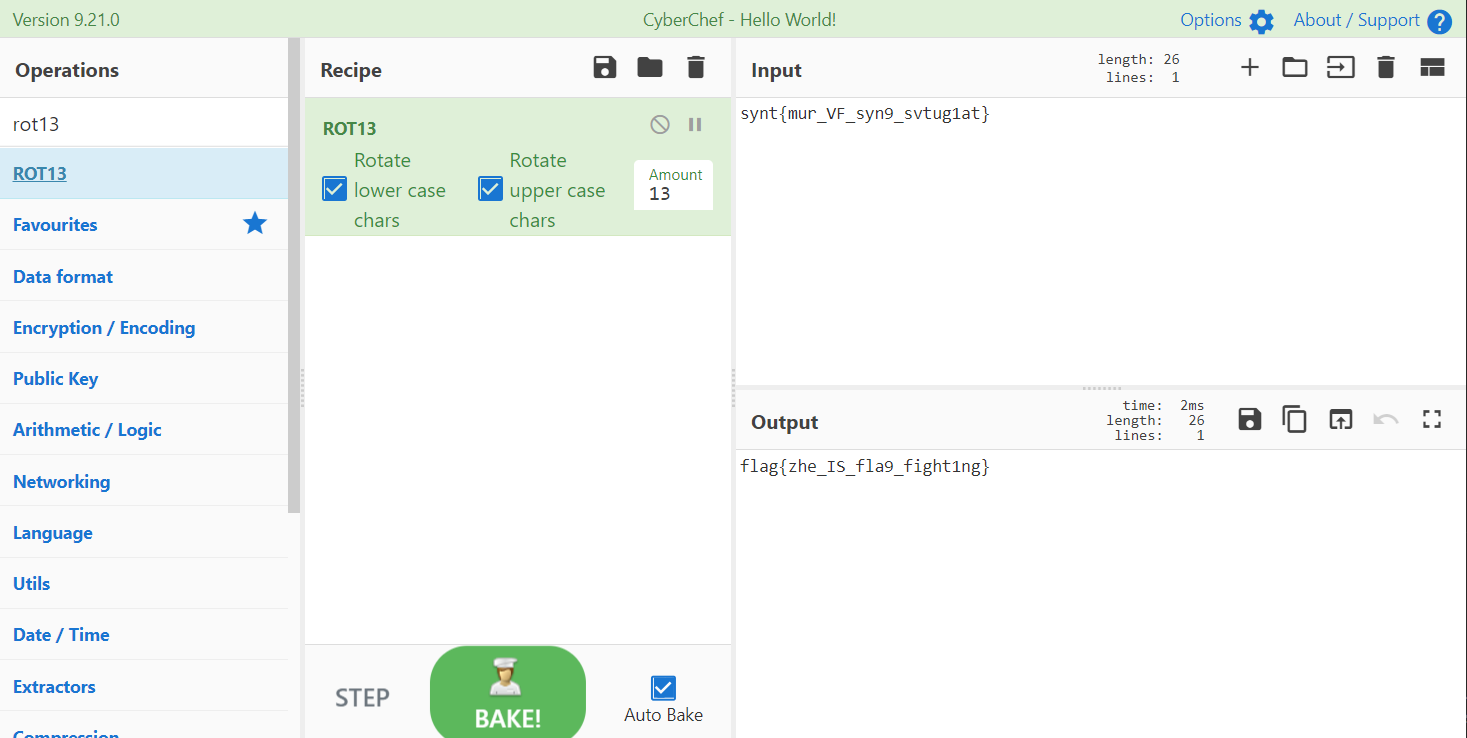 Version 9.21.0
CyberChef - Hello World!
Options
About / Support
?
Operations
rot13
ROT13
Favourites
Data format
Encryption / Encoding
Public Key
Arithmetic / Logic
Networking
Language
Utils
Date / Time
Extractors
Compression
Recipe
ROT13
Rotate
lower case
chars
Rotate
upper case
chars
Amount
13
STEP
BAKE!
Auto Bake
Input
length: 26
lines: 1
synt{mur_VF_syn9_svtug1at}
Output
time: 2ms
length: 26
lines: 1
flag{zhe_IS_fla9_fight1ng}